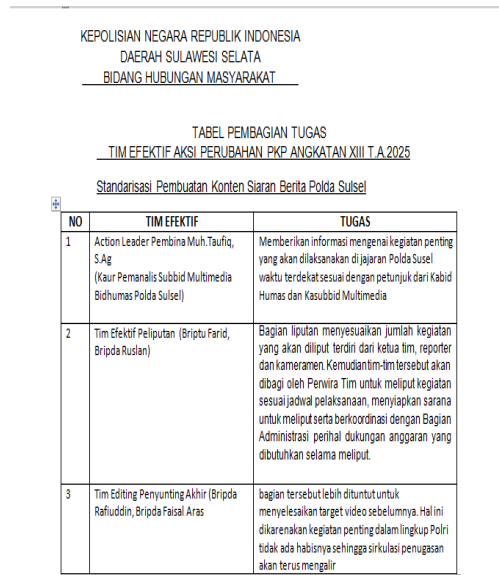 KEPOLISIAN NEGARA REPUBLIK INDONESIA
DAERAH SULAWESI SELATA
BIDANG HUBUNGAN MASYARAKAT
TABEL PEMBAGIAN TUGAS
TIM EFEKTIF AKSI PERUBAHAN PKP ANGKATAN XIII T.A.2025
Standarisasi Pembuatan Konten Siaran Berita Polda Sulsel
NO TIM EFEKTIF TUGAS
1
Action Leader Pembina Muh.Taufiq,
S.Ag
(Kaur Pemanalis Subbid Multimedia
Bidhumas Polda Sulsel)
Memberikan informasi mengenai kegiatan penting
yang akan dilaksanakan di jajaran Polda Susel
waktu terdekat sesuai dengan petunjuk dari Kabid
Humas dan Kasubbid Multimedia
2
Tim Efektif Peliputan (Briptu Farid,
Bripda Ruslan)
Bagian liputan menyesuaikan jumlah kegiatan
yang akan diliput terdiri dari ketua tim, reporter
dan kameramen. Kemudian tim-tim tersebut akan
dibagi oleh Perwira Tim untuk meliput kegiatan
sesuai jadwal pelaksanaan, menyiapkan sarana
untuk meliput serta berkoordinasi dengan Bagian
Administrasi perihal dukungan anggaran yang
dibutuhkan selama meliput.
3
Tim Editing Penyunting Akhir (Bripda
Rafiuddin, Bripda Faisal Aras
bagian tersebut lebih dituntut untuk
menyelesaikan target video sebelumnya. Hal ini
dikarenakan kegiatan penting dalam lingkup Polri
tidak ada habisnya sehingga sirkulasi penugasan
akan terus mengalir